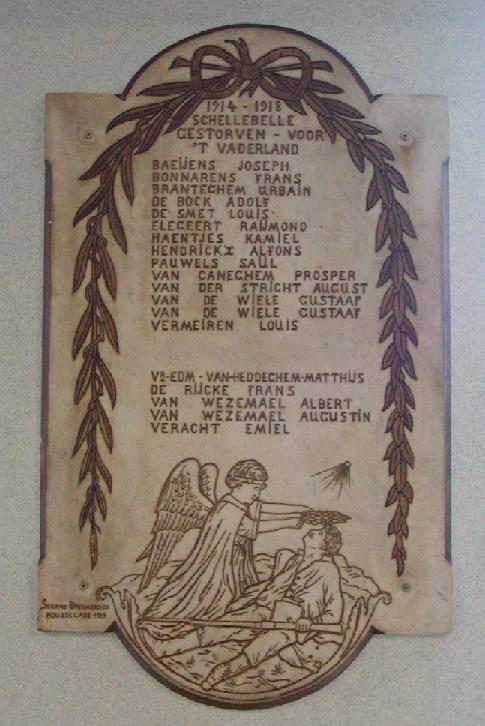 1914 - 1918
SCHELLEBELLE
GESTORVEN - VOOR
'T VADERLAND
BAEIJENS JOSEPH
BONNARENS FRANS
BRANTEGHEM URBAIN
DE BOCK ADOLF
DE SMET LOUIS
ELEGEERT RAIJMOND
HAENTJES KAMIEL
HENDRICKX ALFONS
PAUWELS SAUL
VAN CANEGHEM PROSPER
VAN DER STRICHT AUGUST
VAN DE WIELE GUSTAAF
VAN DE WIELE GUSTAAF
VERMEIREN LOUIS
EDM-VAN-HEDDEGHEM-MATTHIJS
DE RIJCKE FRANS
VAN WEZEMAEL ALBERT
VAN WEZEMAEL AUGUSTIN
VERACHT EMIEL